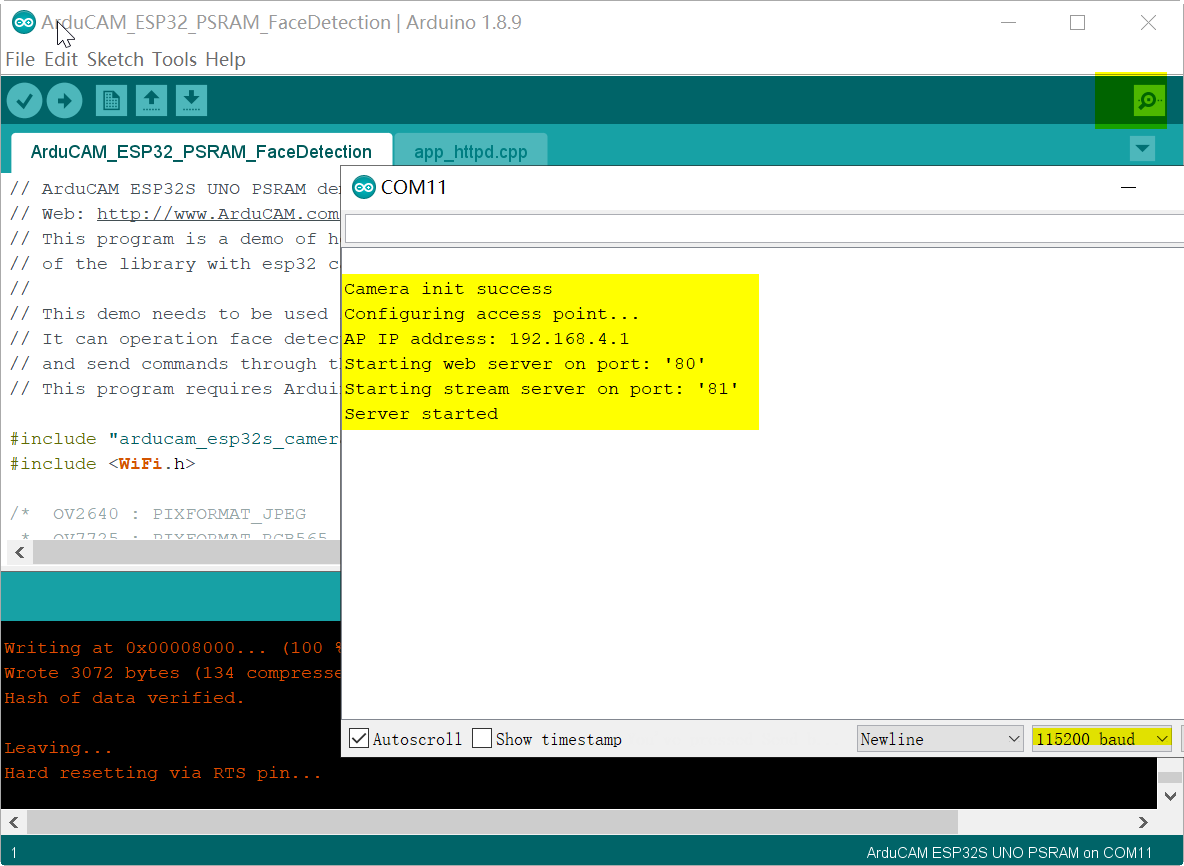 ArduCAM_ESP32_PSRAM_FaceDetection | Arduino 1.8.9
File Edit Sketch Tools Help
ArduCAM_ESP32_PSRAM_FaceDetection
app_httpd.cpp
// ArduCAM ESP32S UNO PSRAM
// Web: http://www.ArduCAM.com
// This program is a demo of
// of the library with esp32
//
// This demo needs to be used
// It can operation face
// and send commands through
// This program requires
#include "arducam_esp32s_camer
#include <WiFi.h>
/* OV2640 : PIXFORMAT_JPEG
* OV7725 : PIXFORMAT_RGB565
COM11
Camera init success
Configuring access point...
AP IP address: 192.168.4.1
Starting web server on port: '80'
Starting stream server on port: '81'
Server started
Autoscroll
Show timestamp
Newline
115200 baud
Writing at 0x00008000... (100 %
Wrote 3072 bytes (134 compresse
Hash of data verified.
Leaving...
Hard resetting via RTS pin...
1
ArduCAM ESP32S UNO PSRAM on COM11